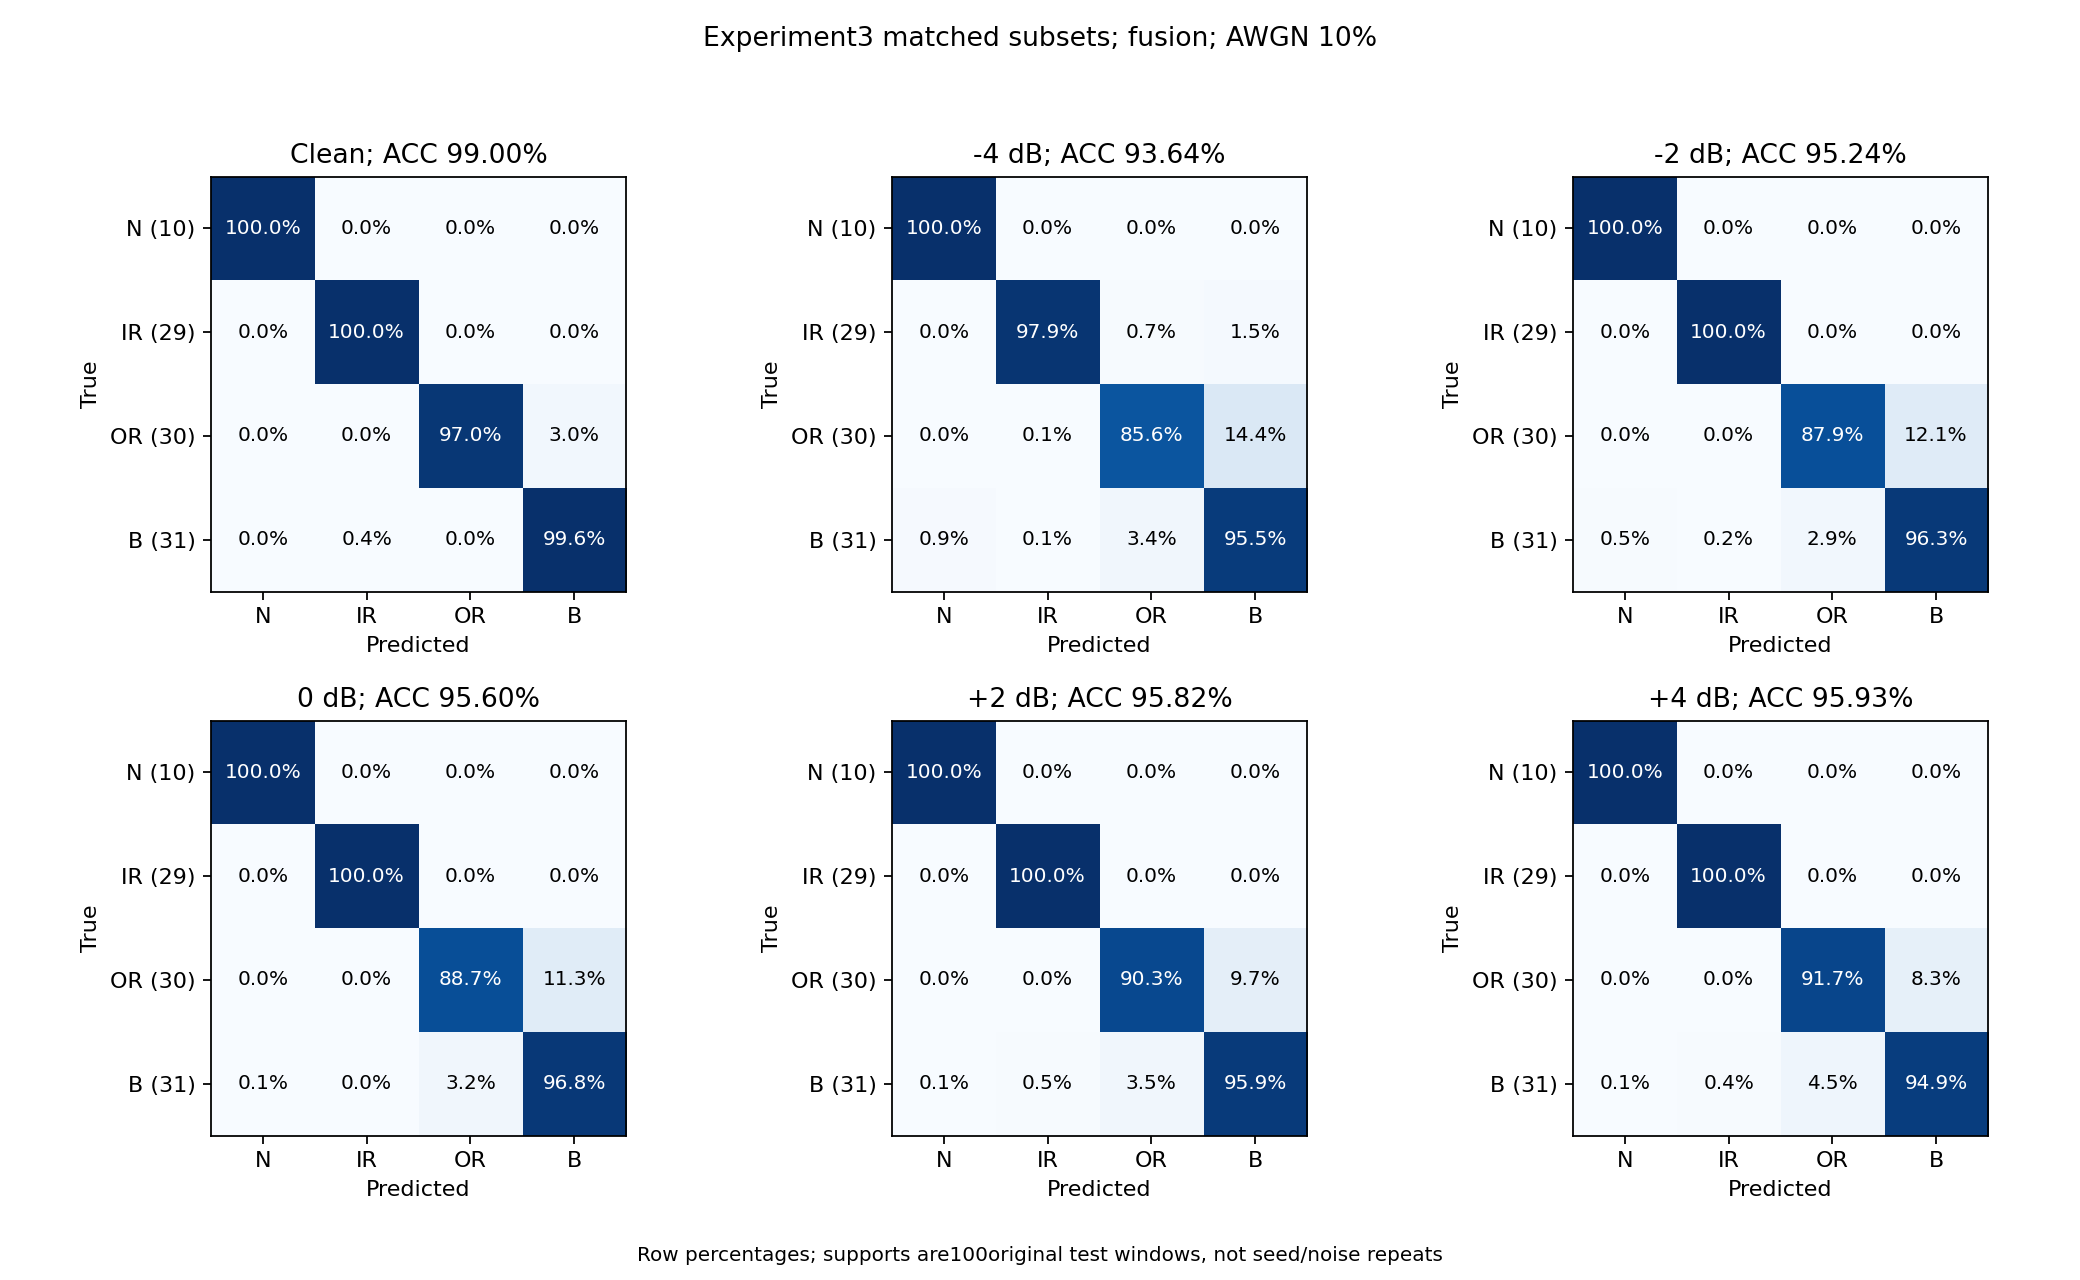 Experiment3 matched subsets; fusion; AWGN 10%
Clean; ACC 99.00%
N (10) 100.0% 0.0% 0.0% 0.0%
IR (29) 0.0% 100.0% 0.0% 0.0%
True
OR (30) 0.0% 0.0% 97.0% 3.0%
B (31) 0.0% 0.4% 0.0% 99.6%
N IR OR B
Predicted
-4 dB; ACC 93.64%
N (10) 100.0% 0.0% 0.0% 0.0%
IR (29) 0.0% 97.9% 0.7% 1.5%
True
OR (30) 0.0% 0.1% 85.6% 14.4%
B (31) 0.9% 0.1% 3.4% 95.5%
N IR OR B
Predicted
-2 dB; ACC 95.24%
N (10) 100.0% 0.0% 0.0% 0.0%
IR (29) 0.0% 100.0% 0.0% 0.0%
True
OR (30) 0.0% 0.0% 87.9% 12.1%
B (31) 0.5% 0.2% 2.9% 96.3%
N IR OR B
Predicted
0 dB; ACC 95.60%
N (10) 100.0% 0.0% 0.0% 0.0%
IR (29) 0.0% 100.0% 0.0% 0.0%
True
OR (30) 0.0% 0.0% 88.7% 11.3%
B (31) 0.1% 0.0% 3.2% 96.8%
N IR OR B
Predicted
+2 dB; ACC 95.82%
N (10) 100.0% 0.0% 0.0% 0.0%
IR (29) 0.0% 100.0% 0.0% 0.0%
True
OR (30) 0.0% 0.0% 90.3% 9.7%
B (31) 0.1% 0.5% 3.5% 95.9%
N IR OR B
Predicted
+4 dB; ACC 95.93%
N (10) 100.0% 0.0% 0.0% 0.0%
IR (29) 0.0% 100.0% 0.0% 0.0%
True
OR (30) 0.0% 0.0% 91.7% 8.3%
B (31) 0.1% 0.4% 4.5% 94.9%
N IR OR B
Predicted
Row percentages; supports are100original test windows, not seed/noise repeats